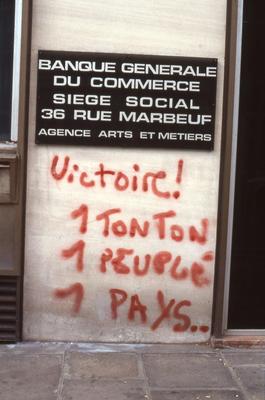 BANQUE GENERALE
DU COMMERCE
SIEGE SOCIAL
36 RUE MARBEUF
AGENCE ARTS ET METIERS
Victoire!
1 TONTON
1 PEUPLE
1 PAYS...